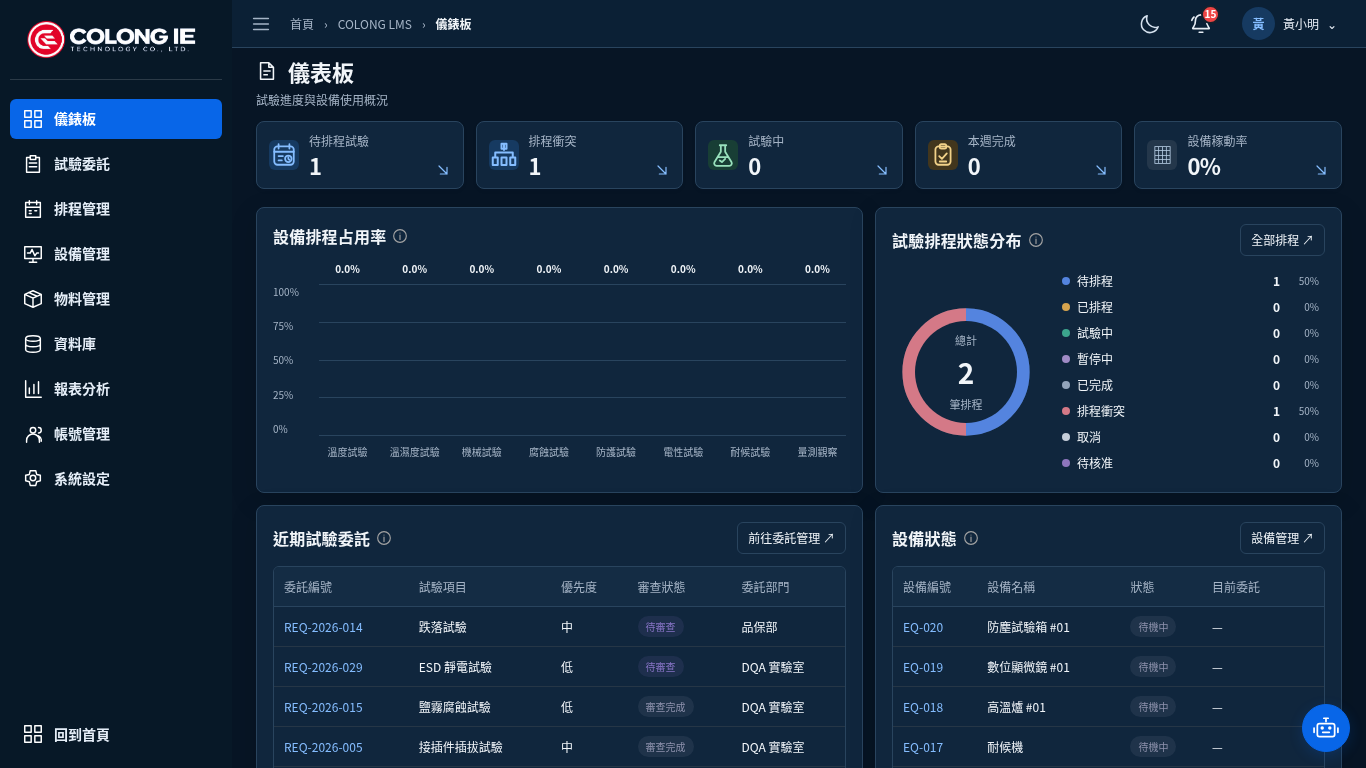 COLONG IE
TECHNOLOGY CO., LTD.
儀錶板
試驗委託
排程管理
設備管理
物料管理
資料庫
報表分析
帳號管理
系統設定
回到首頁
首頁 › COLONG LMS › 儀錶板
15
黃 黃小明
儀表板
試驗進度與設備使用概況
待排程試驗
1
排程衝突
1
試驗中
0
本週完成
0
設備稼動率
0%
設備排程占用率
0.0% 0.0% 0.0% 0.0% 0.0% 0.0% 0.0% 0.0%
100%
75%
50%
25%
0%
溫度試驗 溫濕度試驗 機械試驗 腐蝕試驗 防護試驗 電性試驗 耐候試驗 量測觀察
試驗排程狀態分布
全部排程 ↗
總計
2
筆排程
待排程 1 50%
已排程 0 0%
試驗中 0 0%
暫停中 0 0%
已完成 0 0%
排程衝突 1 50%
取消 0 0%
待核准 0 0%
近期試驗委託
前往委託管理 ↗
委託編號 試驗項目 優先度 審查狀態 委託部門
REQ-2026-014 跌落試驗 中 待審查 品保部
REQ-2026-029 ESD 靜電試驗 低 待審查 DQA 實驗室
REQ-2026-015 鹽霧腐蝕試驗 低 審查完成 DQA 實驗室
REQ-2026-005 接插件插拔試驗 中 審查完成 DQA 實驗室
設備狀態
設備管理 ↗
設備編號 設備名稱 狀態 目前委託
EQ-020 防塵試驗箱 #01 待機中 —
EQ-019 數位顯微鏡 #01 待機中 —
EQ-018 高溫爐 #01 待機中 —
EQ-017 耐候機 待機中 —